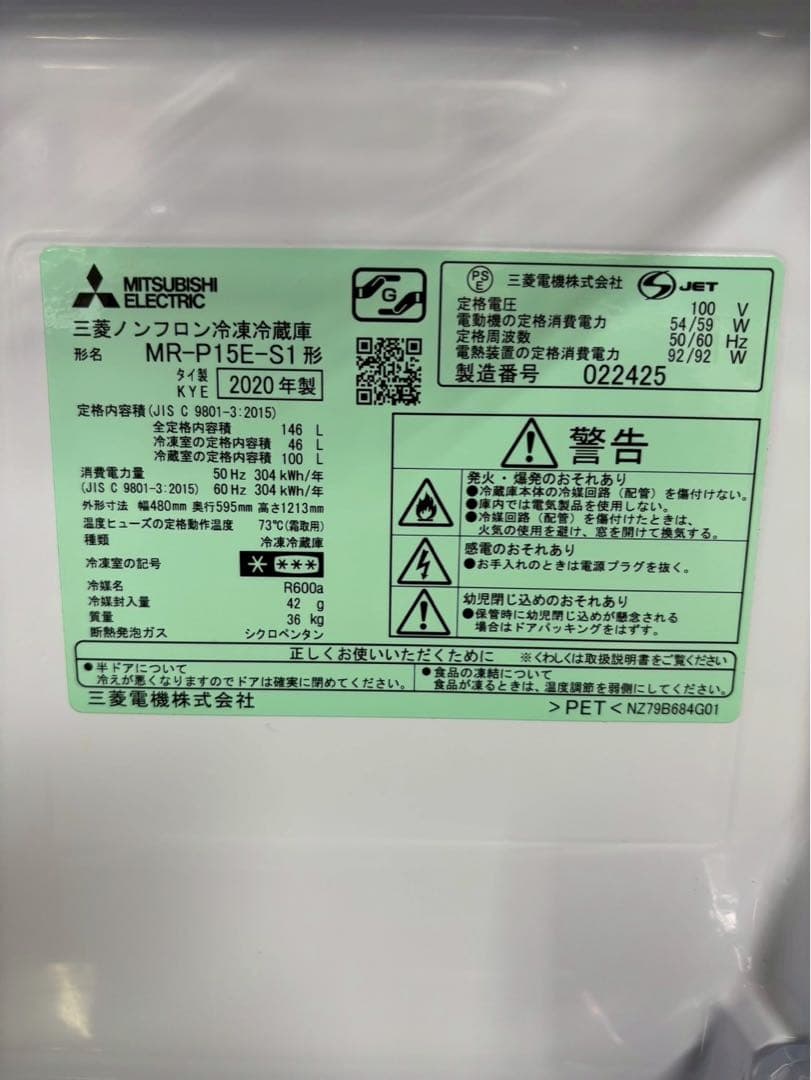 MITSUBISHI
ELECTRIC
三菱ノンフロン冷凍冷蔵庫
形名 MR-P15E-S1形
タイ製
KYE 2020年製
定格内容積(JIS C 9801-3:2015)
全定格内容積 146 L
冷凍室の定格内容積 46 L
冷蔵室の定格内容積 100 L
消費電力量 50Hz 304kWh/年
(JIS C 9801-3:2015) 60Hz 304kWh/年
外形寸法 幅480mm 奥行595mm 高さ1213mm
温度ヒューズの定格動作温度 73℃(霜取用)
種類 冷凍冷蔵庫
冷凍室の記号 * ***
冷媒名 R600a
冷媒封入量 42 g
質量 36 kg
断熱発泡ガス シクロペンタン
G
PS
E
三菱電機株式会社 JET
定格電圧 100 V
電動機の定格消費電力 54/59 W
定格周波数 50/60 Hz
電熱装置の定格消費電力 92/92 W
製造番号 022425
警告
発火・爆発のおそれあり
●冷蔵庫本体の冷媒回路(配管)を傷付けない。
●庫内では電気製品を使用しない。
●冷媒回路(配管)を傷付けたときは、
火気の使用を避け、窓を開けて換気する。
感電のおそれあり
●お手入れのときは電源プラグを抜く。
幼児閉じ込めのおそれあり
●保管時に幼児閉じ込めが懸念される
場合はドアパッキングをはずす。
正しくお使いいただくために ※くわしくは取扱説明書をご覧ください
●半ドアについて
冷えが悪くなりますのでドアは確実に閉めてください。
●食品の凍結について
食品が凍るときは、温度調節を弱側にしてください。
三菱電機株式会社
>PET< NZ79B684G01